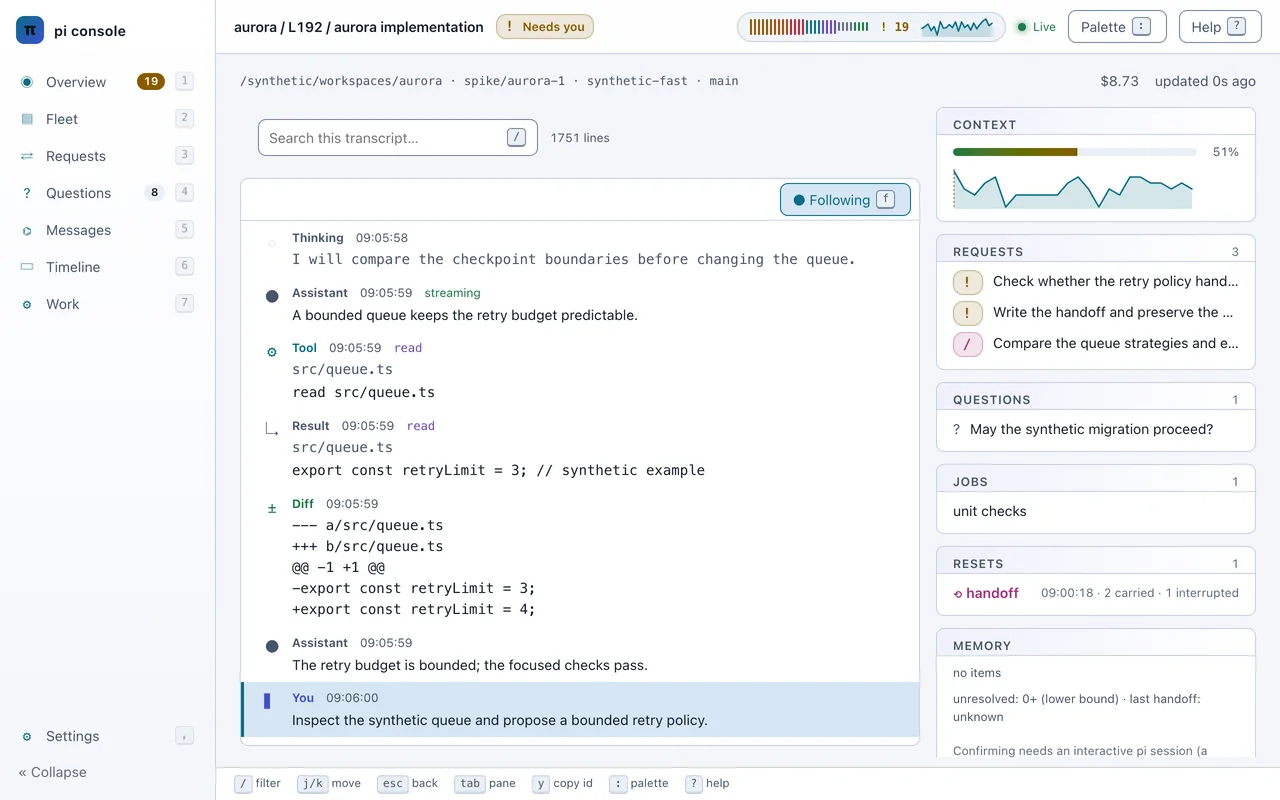 π pi console
Overview 19 1
Fleet 2
Requests 3
? Questions 8 4
Messages 5
Timeline 6
Work 7
Settings ,
« Collapse
aurora / L192 / aurora implementation ! Needs you
! 19
Live
Palette :
Help ?
/synthetic/workspaces/aurora · spike/aurora-1 · synthetic-fast · main
$8.73 updated 0s ago
Search this transcript... /
1751 lines
Following f
Thinking 09:05:58
I will compare the checkpoint boundaries before changing the queue.
Assistant 09:05:59 streaming
A bounded queue keeps the retry budget predictable.
Tool 09:05:59 read
src/queue.ts
read src/queue.ts
Result 09:05:59 read
src/queue.ts
export const retryLimit = 3; // synthetic example
± Diff 09:05:59
--- a/src/queue.ts
+++ b/src/queue.ts
@@ -1 +1 @@
-export const retryLimit = 3;
+export const retryLimit = 4;
Assistant 09:05:59
The retry budget is bounded; the focused checks pass.
You 09:06:00
Inspect the synthetic queue and propose a bounded retry policy.
CONTEXT
51%
REQUESTS 3
! Check whether the retry policy hand...
! Write the handoff and preserve the ...
/ Compare the queue strategies and e...
QUESTIONS 1
? May the synthetic migration proceed?
JOBS 1
unit checks
RESETS 1
handoff 09:00:18 · 2 carried · 1 interrupted
MEMORY
no items
unresolved: 0+ (lower bound) · last handoff:
unknown
Confirming needs an interactive pi session (a
/ filter j/k move esc back tab pane y copy id : palette ? help